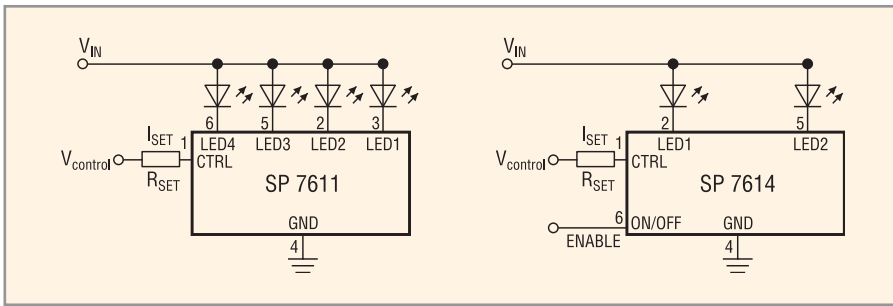 V_IN
6 5 2 3
LED4 LED3 LED2 LED1
I_SET 1
V_control CTRL
R_SET
SP 7611
GND
4
V_IN
2 5
LED1 LED2
I_SET 1
V_control CTRL
R_SET
SP 7614
6 ON/OFF GND
ENABLE 4